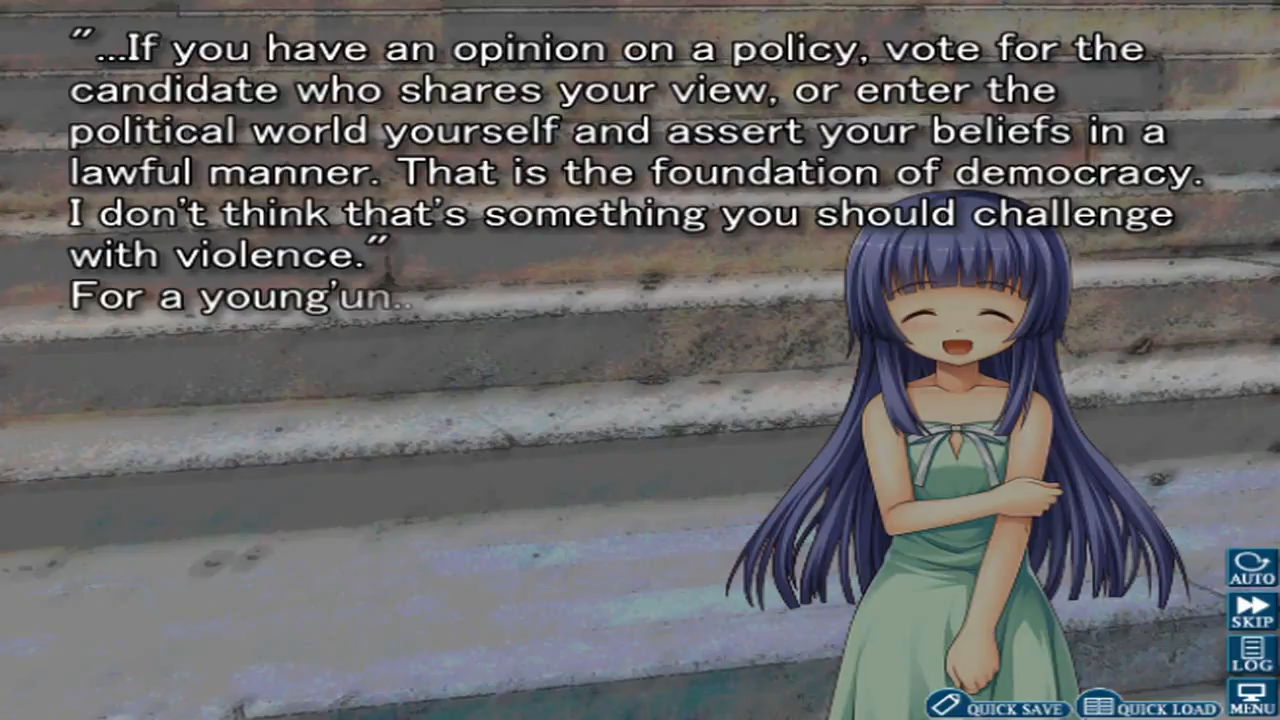 "...If you have an opinion on a policy, vote for the
candidate who shares your view, or enter the
political world yourself and assert your beliefs in a
lawful manner. That is the foundation of democracy.
I don't think that's something you should challenge
with violence."
For a young'un..
AUTO
SKIP
LOG
MENU
QUICK SAVE
QUICK LOAD